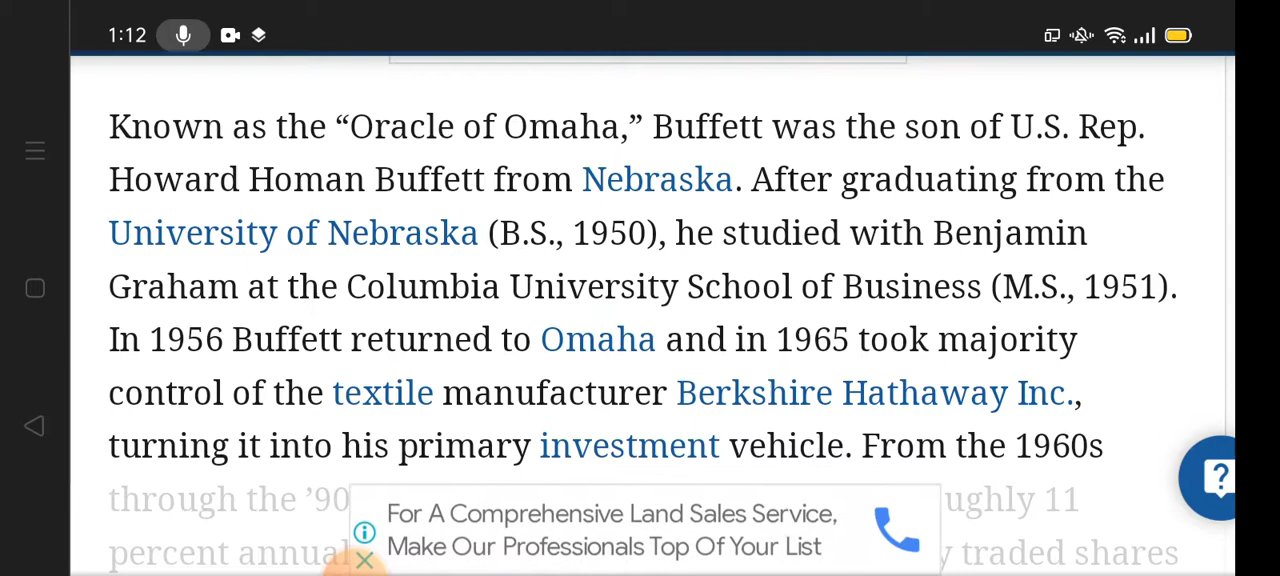 1:12
Known as the “Oracle of Omaha,” Buffett was the son of U.S. Rep.
Howard Homan Buffett from Nebraska. After graduating from the
University of Nebraska (B.S., 1950), he studied with Benjamin
Graham at the Columbia University School of Business (M.S., 1951).
In 1956 Buffett returned to Omaha and in 1965 took majority
control of the textile manufacturer Berkshire Hathaway Inc.,
turning it into his primary investment vehicle. From the 1960s
through the ’90 11
percent traded shares
For A Comprehensive Land Sales Service,
Make Our Professionals Top Of Your List